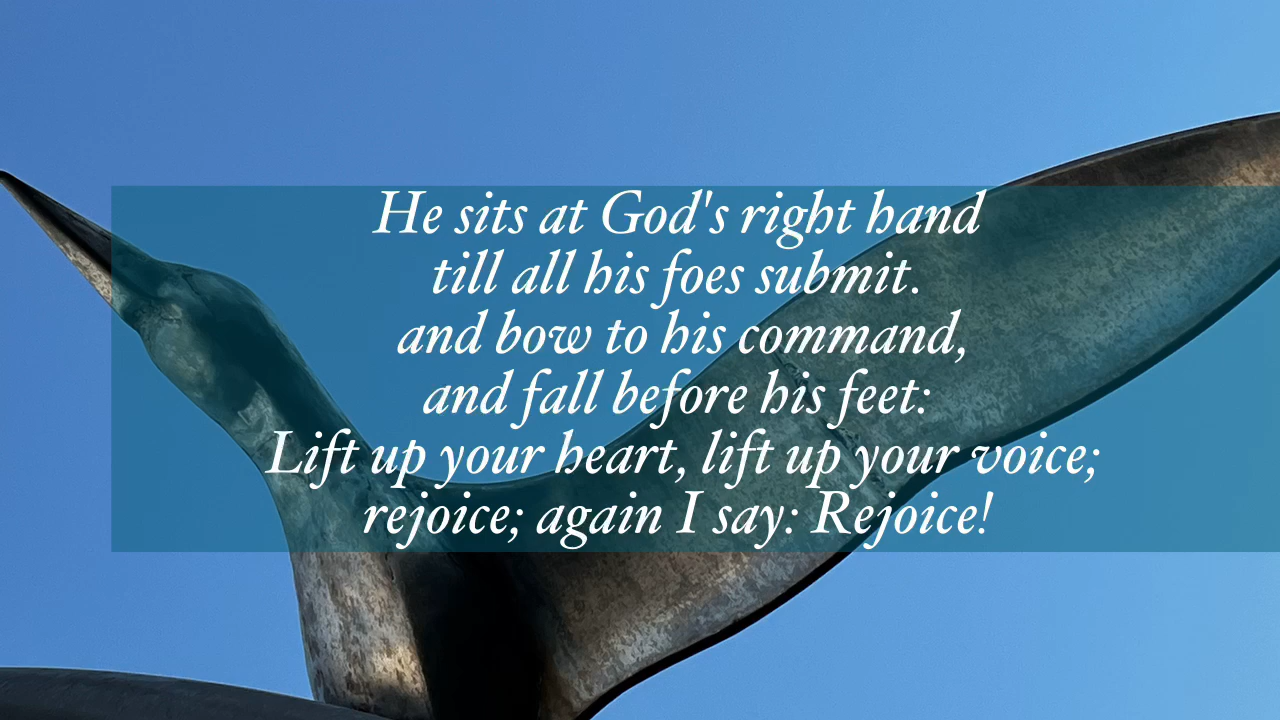 He sits at God's right hand
till all his foes submit.
and bow to his command,
and fall before his feet:
Lift up your heart, lift up your voice;
rejoice; again I say: Rejoice!